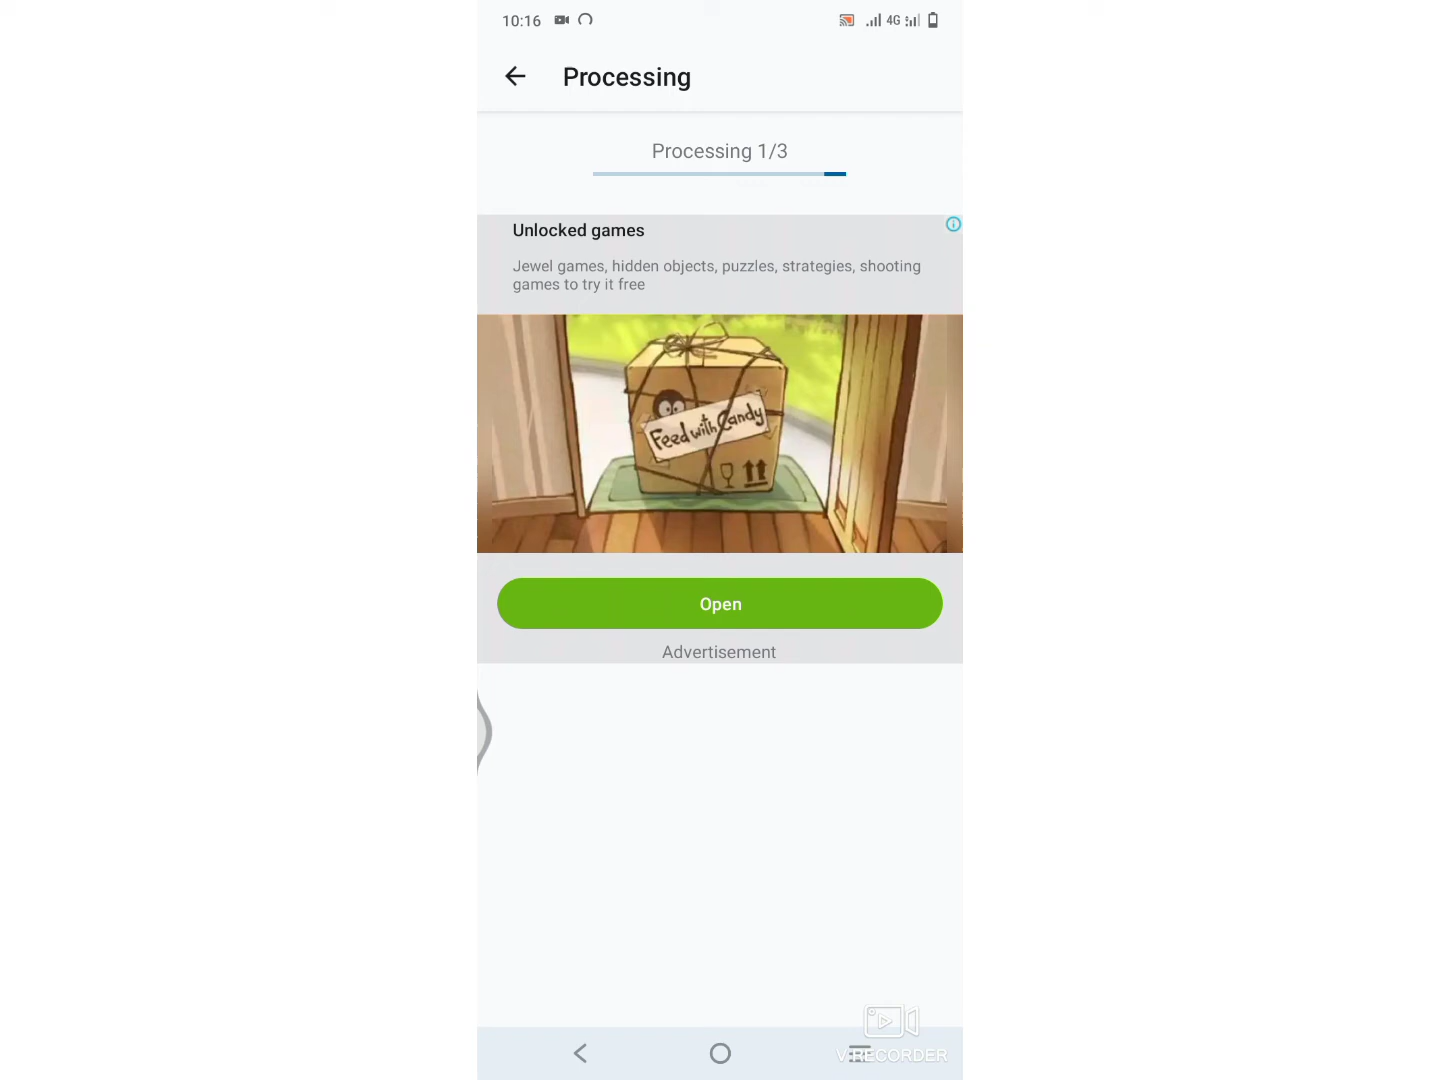 10:16
4G
Processing
Processing 1/3
Unlocked games
Jewel games, hidden objects, puzzles, strategies, shooting
games to try it free
Feed with Candy
Open
Advertisement
V RECORDER